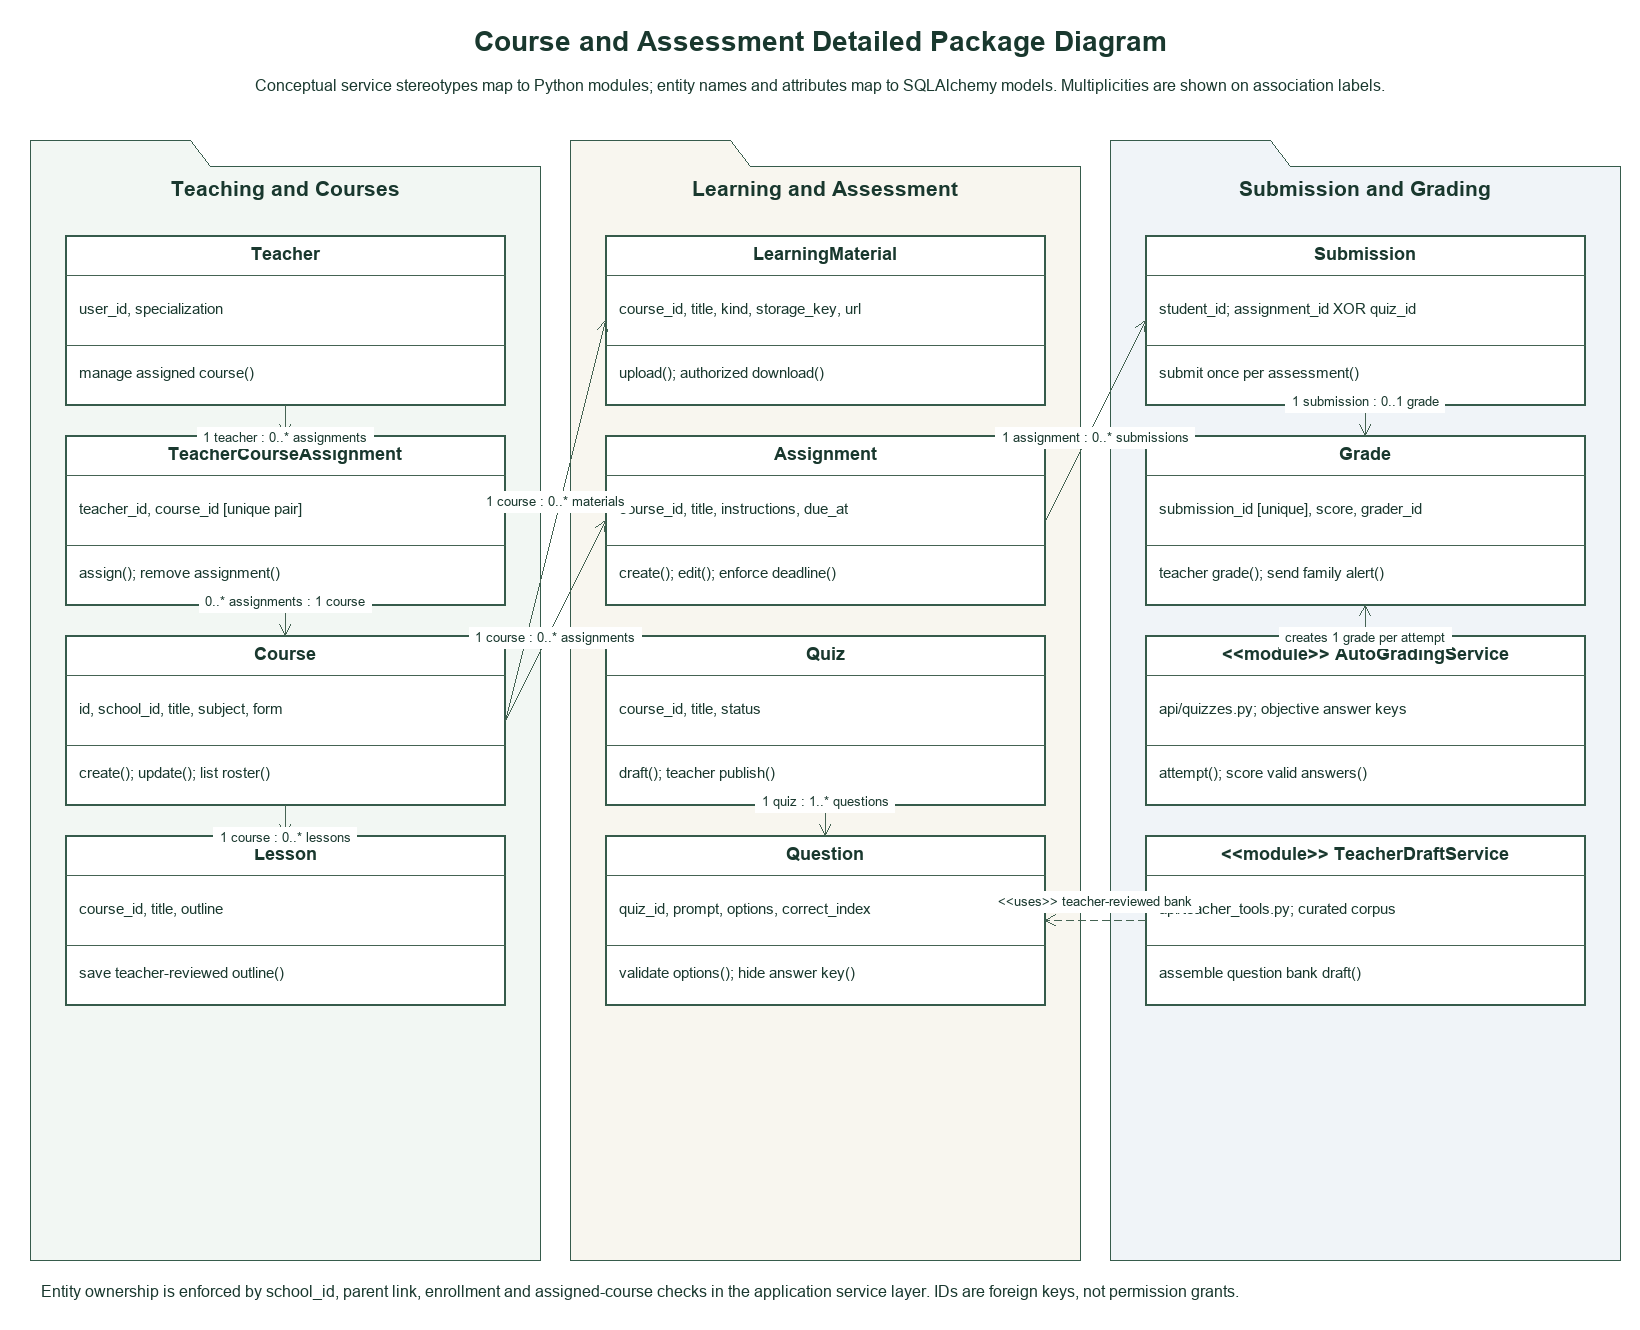 Course and Assessment Detailed Package Diagram
Conceptual service stereotypes map to Python modules; entity names and attributes map to SQLAlchemy models. Multiplicities are shown on association labels.
Teaching and Courses
Teacher
user_id, specialization
manage assigned course()
1 teacher : 0..* assignments
TeacherCourseAssignment
teacher_id, course_id [unique pair]
assign(); remove assignment()
0..* assignments : 1 course
Course
id, school_id, title, subject, form
create(); update(); list roster()
1 course : 0..* lessons
Lesson
course_id, title, outline
save teacher-reviewed outline()
1 course : 0..* materials
1 course : 0..* assignments
Learning and Assessment
LearningMaterial
course_id, title, kind, storage_key, url
upload(); authorized download()
Assignment
course_id, title, instructions, due_at
create(); edit(); enforce deadline()
Quiz
course_id, title, status
draft(); teacher publish()
1 quiz : 1..* questions
Question
quiz_id, prompt, options, correct_index
validate options(); hide answer key()
1 assignment : 0..* submissions
<<uses>> teacher-reviewed bank
Submission and Grading
Submission
student_id; assignment_id XOR quiz_id
submit once per assessment()
1 submission : 0..1 grade
Grade
submission_id [unique], score, grader_id
teacher grade(); send family alert()
creates 1 grade per attempt
<<module>> AutoGradingService
api/quizzes.py; objective answer keys
attempt(); score valid answers()
<<module>> TeacherDraftService
api/teacher_tools.py; curated corpus
assemble question bank draft()
Entity ownership is enforced by school_id, parent link, enrollment and assigned-course checks in the application service layer. IDs are foreign keys, not permission grants.